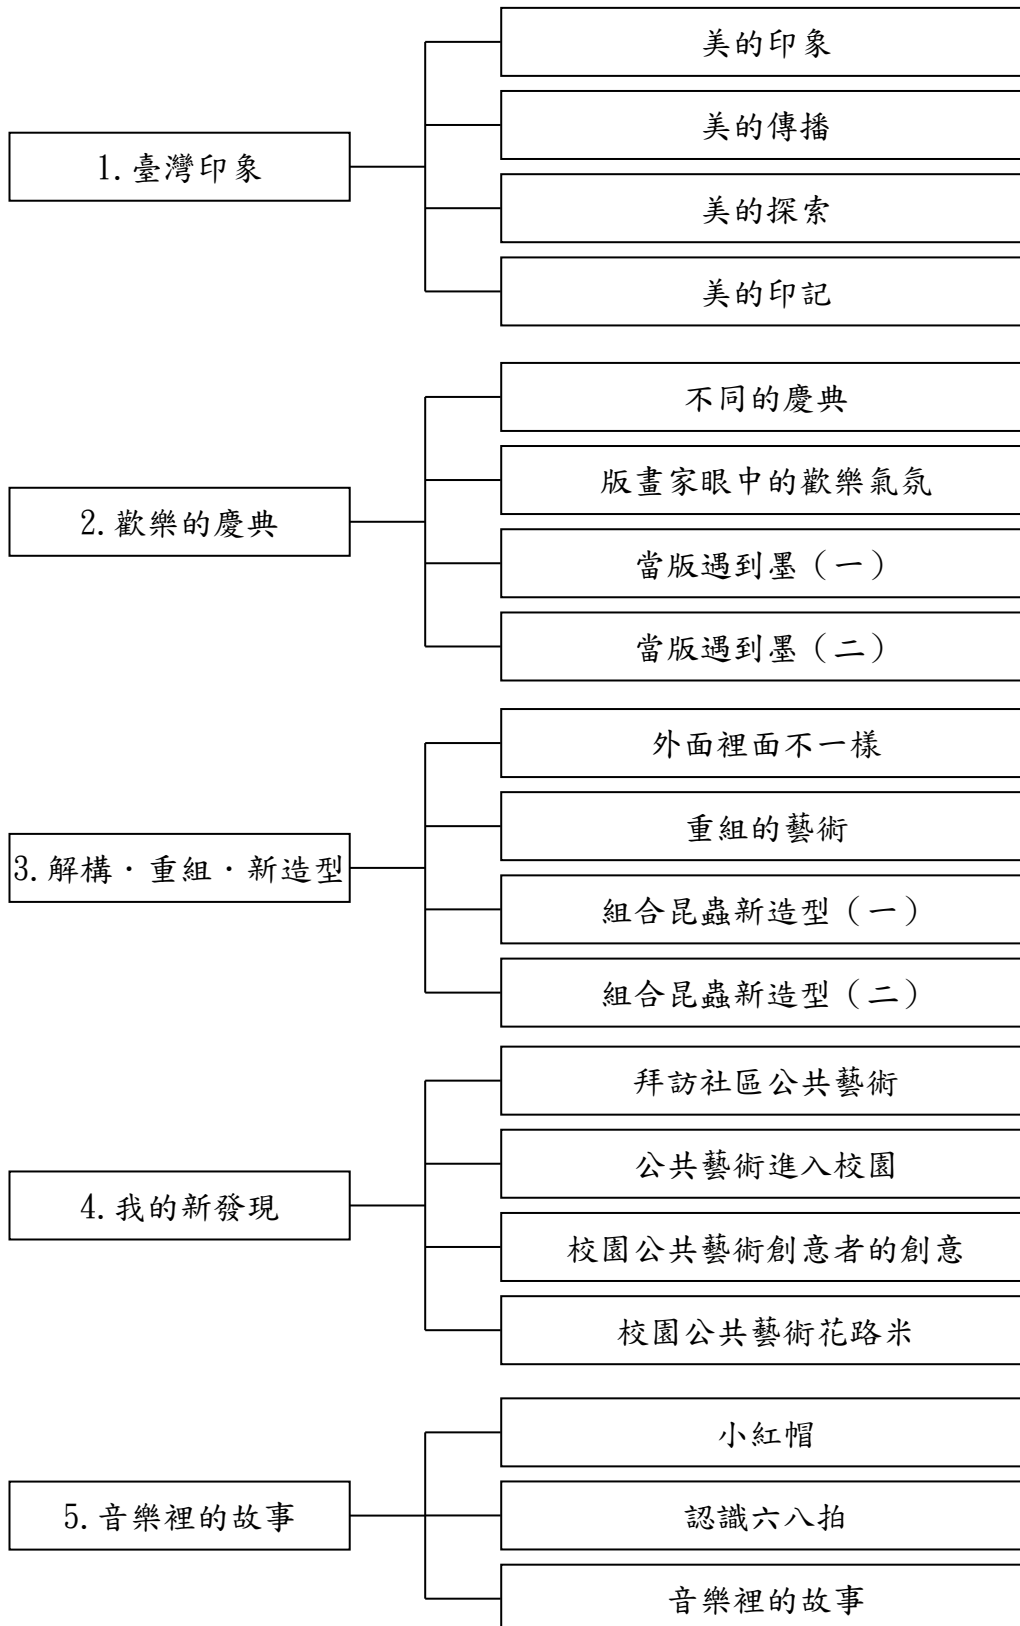 1.臺灣印象
美的印象
美的傳播
美的探索
美的印記
2.歡樂的慶典
不同的慶典
版畫家眼中的歡樂氣氛
當版遇到墨（一）
當版遇到墨（二）
3.解構．重組．新造型
外面裡面不一樣
重組的藝術
組合昆蟲新造型（一）
組合昆蟲新造型（二）
4.我的新發現
拜訪社區公共藝術
公共藝術進入校園
校園公共藝術創意者的創意
校園公共藝術花路米
5.音樂裡的故事
小紅帽
認識六八拍
音樂裡的故事